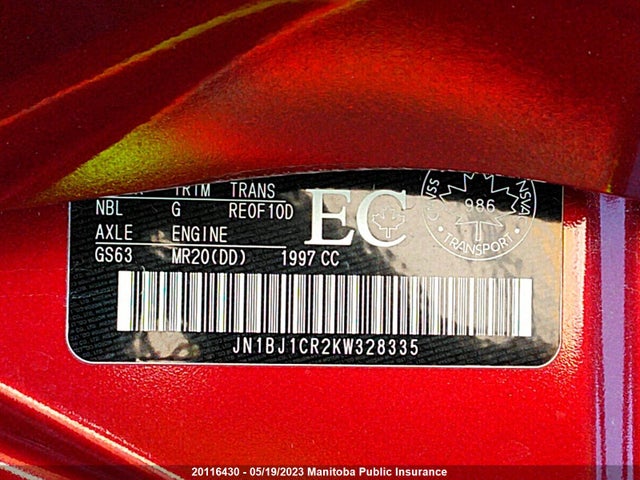 TRIM TRANS
NBL G RE0F10D
AXLE ENGINE
GS63 MR20(DD) 1997 CC
EC
986
TRANSPORT
JN1BJ1CR2KW328335
20116430 - 05/19/2023 Manitoba Public Insurance